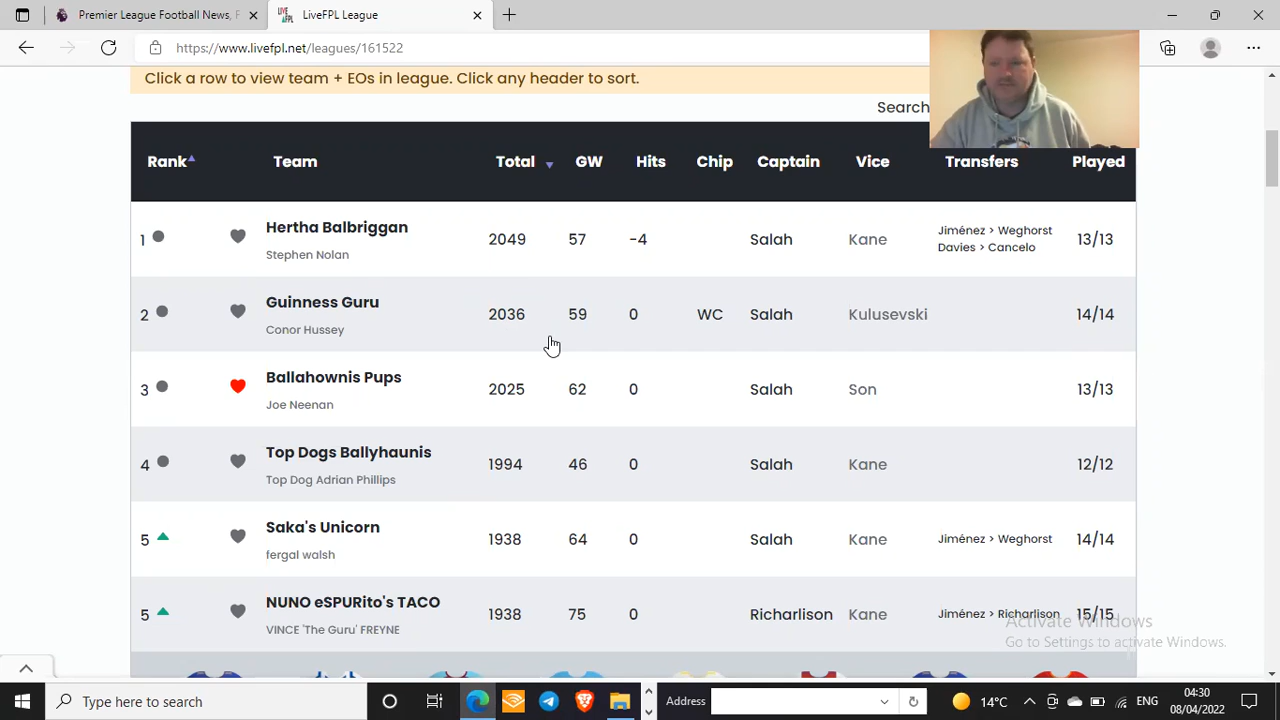 Premier League Football News, F
LiveFPL League
https://www.livefpl.net/leagues/161522
Click a row to view team + EOs in league. Click any header to sort.
Search
Rank Team Total GW Hits Chip Captain Vice Transfers Played
1 Hertha Balbriggan 2049 57 -4 Salah Kane Jiménez > Weghorst 13/13
Stephen Nolan Davies > Cancelo
2 Guinness Guru 2036 59 0 WC Salah Kulusevski 14/14
Conor Hussey
3 Ballahownis Pups 2025 62 0 Salah Son 13/13
Joe Neenan
4 Top Dogs Ballyhaunis 1994 46 0 Salah Kane 12/12
Top Dog Adrian Phillips
5 Saka's Unicorn 1938 64 0 Salah Kane Jiménez > Weghorst 14/14
fergal walsh
5 NUNO eSPURito's TACO 1938 75 0 Richarlison Kane Jiménez > Richarlison 15/15
VINCE 'The Guru' FREYNE
Activate Windows
Go to Settings to activate Windows.
Type here to search
Address
14°C
ENG
04:30
08/04/2022